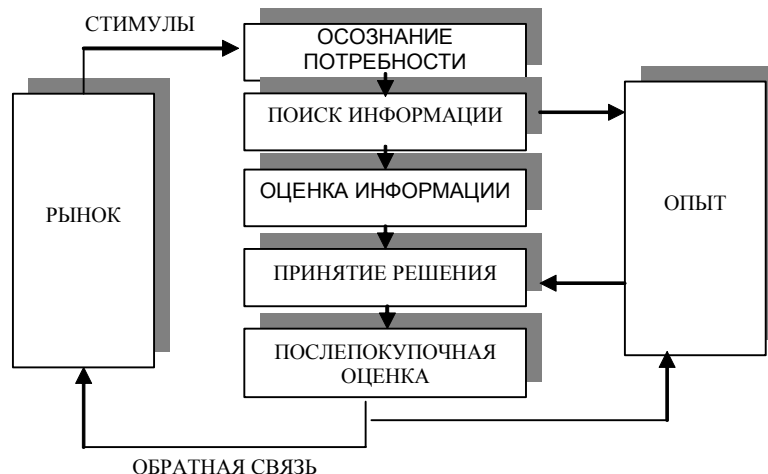 СТИМУЛЫ
ОСОЗНАНИЕ
ПОТРЕБНОСТИ
ПОИСК ИНФОРМАЦИИ
ОЦЕНКА ИНФОРМАЦИИ
РЫНОК
ОПЫТ
ПРИНЯТИЕ РЕШЕНИЯ
ПОСЛЕПОКУПОЧНАЯ
ОЦЕНКА
ОБРАТНАЯ СВЯЗЬ